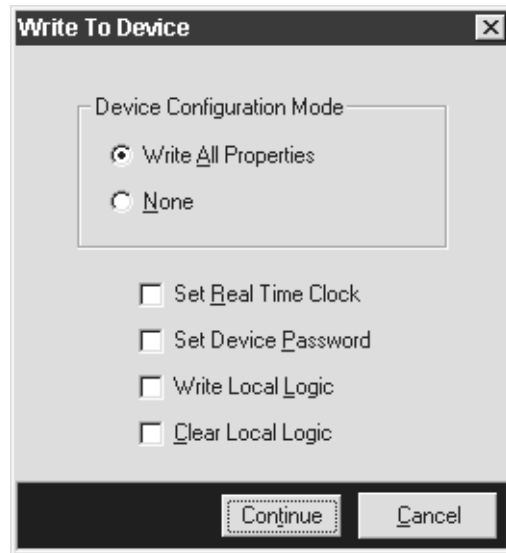 Write To Device
Device Configuration Mode
Write All Properties
None
Set Real Time Clock
Set Device Password
Write Local Logic
Clear Local Logic
Continue Cancel